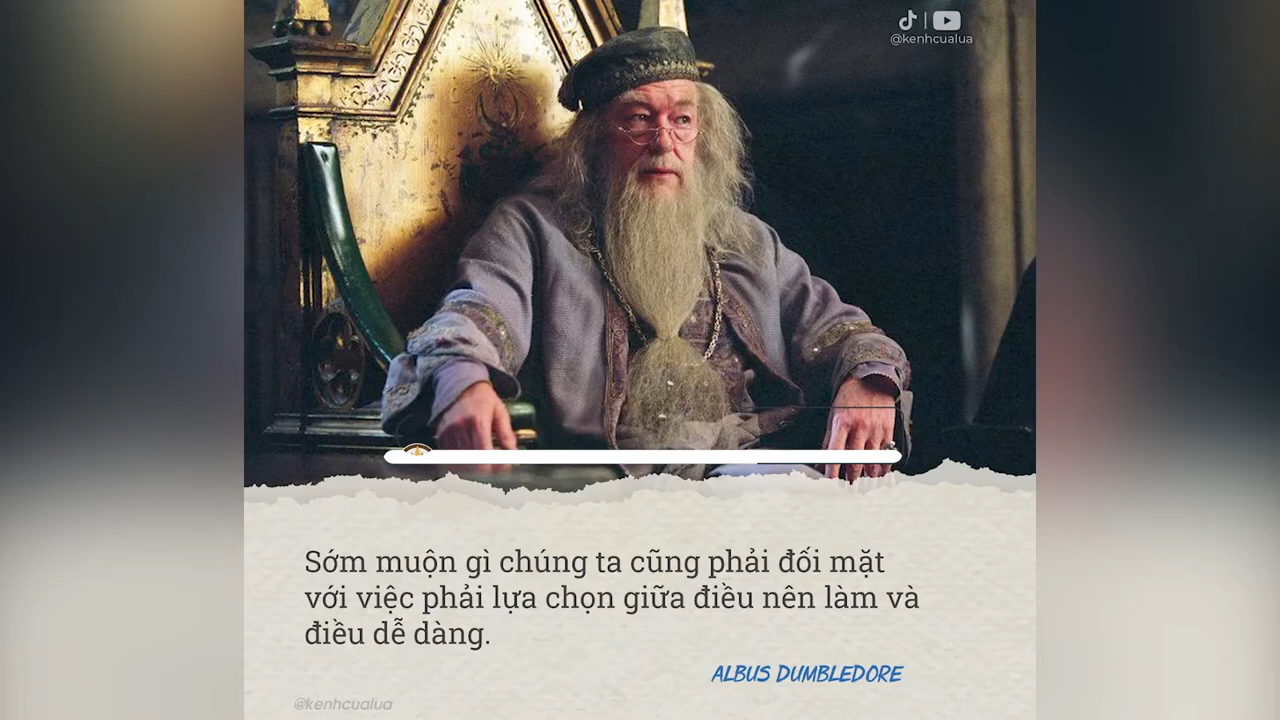 @kenhcualua
Sớm muộn gì chúng ta cũng phải đối mặt
với việc phải lựa chọn giữa điều nên làm và
điều dễ dàng.
ALBUS DUMBLEDORE
@kenhcualua